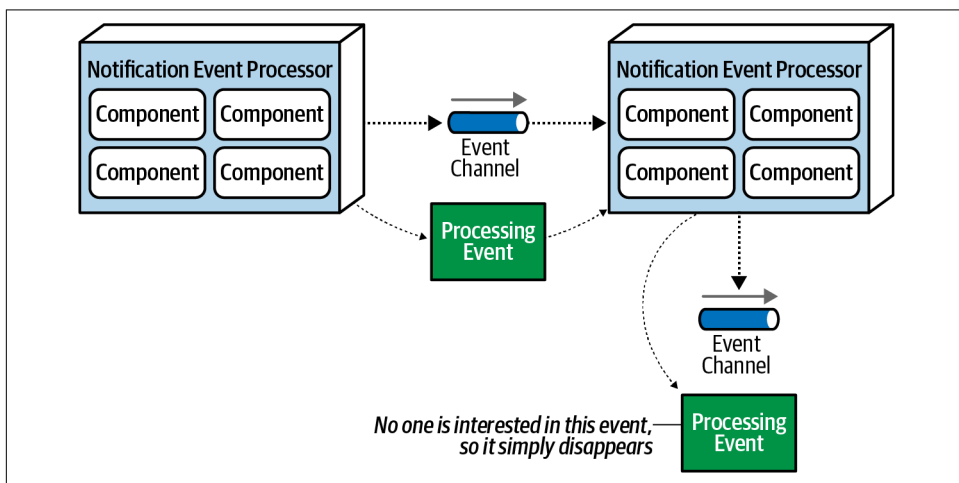 Notification Event Processor
Component Component
Component Component
Event
Channel
Processing
Event
Notification Event Processor
Component Component
Component Component
Event
Channel
No one is interested in this event,
so it simply disappears
Processing
Event